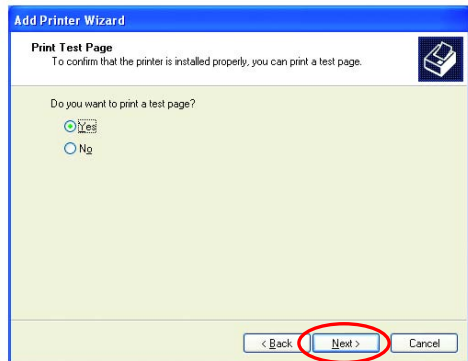 Add Printer Wizard
Print Test Page
To confirm that the printer is installed properly, you can print a test page.
Do you want to print a test page?
Yes
No
< Back
Next >
Cancel